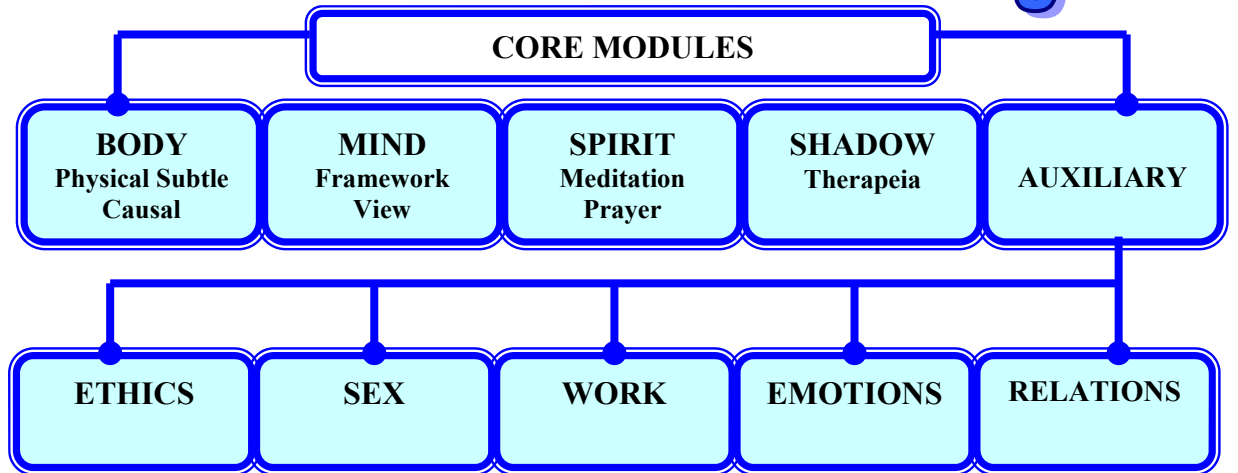 CORE MODULES
BODY
Physical Subtle
Causal
MIND
Framework
View
SPIRIT
Meditation
Prayer
SHADOW
Therapeia
AUXILIARY
ETHICS
SEX
WORK
EMOTIONS
RELATIONS